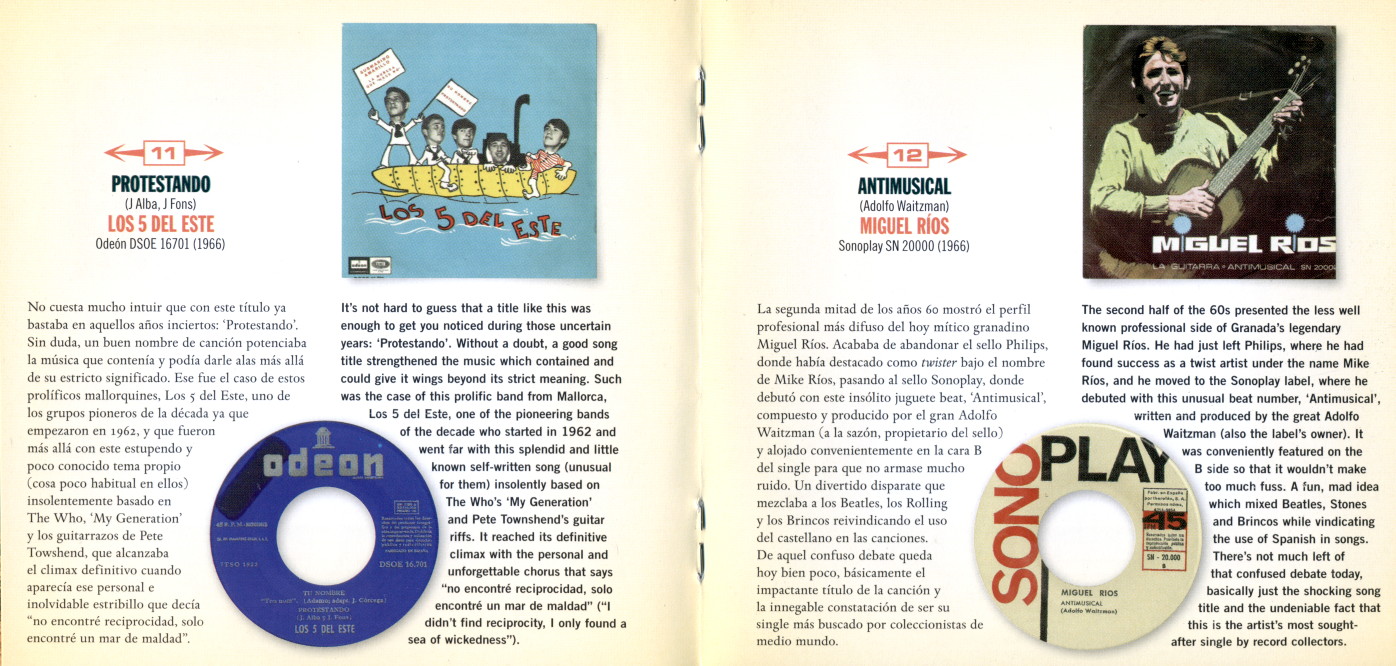 11
PROTESTANDO
(J Alba, J Fons)
LOS 5 DEL ESTE
Odeón DSOE 16701 (1966)
SUBMARINO
AMARILLO
TU NOMBRE
PROTESTANDO
LOS 5 DEL ESTE
odeon
No cuesta mucho intuir que con este título ya
bastaba en aquellos años inciertos: ‘Protestando’.
Sin duda, un buen nombre de canción potenciaba
la música que contenía y podía darle alas más allá
de su estricto significado. Ese fue el caso de estos
prolíficos mallorquines, Los 5 del Este, uno de
los grupos pioneros de la década ya que
empezaron en 1962, y que fueron
más allá con este estupendo y
poco conocido tema propio
(cosa poco habitual en ellos)
insolentemente basado en
The Who, ‘My Generation’
y los guitarrazos de Pete
Towshend, que alcanzaba
el climax definitivo cuando
aparecía ese personal e
inolvidable estribillo que decía
“no encontré reciprocidad, solo
encontré un mar de maldad”.
It’s not hard to guess that a title like this was
enough to get you noticed during those uncertain
years: ‘Protestando’. Without a doubt, a good song
title strengthened the music which contained and
could give it wings beyond its strict meaning. Such
was the case of this prolific band from Mallorca,
Los 5 del Este, one of the pioneering bands
of the decade who started in 1962 and
went far with this splendid and little
known self-written song (unusual
for them) insolently based on
The Who’s ‘My Generation’
and Pete Townshend’s guitar
riffs. It reached its definitive
climax with the personal and
unforgettable chorus that says
“no encontré reciprocidad, solo
encontré un mar de maldad” (“I
didn’t find reciprocity, I only found a
sea of wickedness”).
odeon
DSOE 16.701
TU NOMBRE
PROTESTANDO
(J. Alba y J. Fons)
LOS 5 DEL ESTE
12
ANTIMUSICAL
(Adolfo Waitzman)
MIGUEL RÍOS
Sonoplay SN 20000 (1966)
MIGUEL RIOS
LA GUITARRA • ANTIMUSICAL SN 20000
La segunda mitad de los años 60 mostró el perfil
profesional más difuso del hoy mítico granadino
Miguel Ríos. Acababa de abandonar el sello Philips,
donde había destacado como twister bajo el nombre
de Mike Ríos, pasando al sello Sonoplay, donde
debutó con este insólito juguete beat, ‘Antimusical’,
compuesto y producido por el gran Adolfo
Waitzman (a la sazón, propietario del sello)
y alojado convenientemente en la cara B
del single para que no armase mucho
ruido. Un divertido disparate que
mezclaba a los Beatles, los Rolling
y los Brincos reivindicando el uso
del castellano en las canciones.
De aquel confuso debate queda
hoy bien poco, básicamente el
impactante título de la canción y
la innegable constatación de ser su
single más buscado por coleccionistas de
medio mundo.
The second half of the 60s presented the less well
known professional side of Granada’s legendary
Miguel Ríos. He had just left Philips, where he had
found success as a twist artist under the name Mike
Ríos, and he moved to the Sonoplay label, where he
debuted with this unusual beat number, ‘Antimusical’,
written and produced by the great Adolfo
Waitzman (also the label’s owner). It
was conveniently featured on the
B side so that it wouldn’t make
too much fuss. A fun, mad idea
which mixed Beatles, Stones
and Brincos while vindicating
the use of Spanish in songs.
There’s not much left of
that confused debate today,
basically just the shocking song
title and the undeniable fact that
this is the artist’s most sought-
after single by record collectors.
SONO
PLAY
45
SN - 20.000
B
MIGUEL RIOS
ANTIMUSICAL
(Adolfo Waitzman)